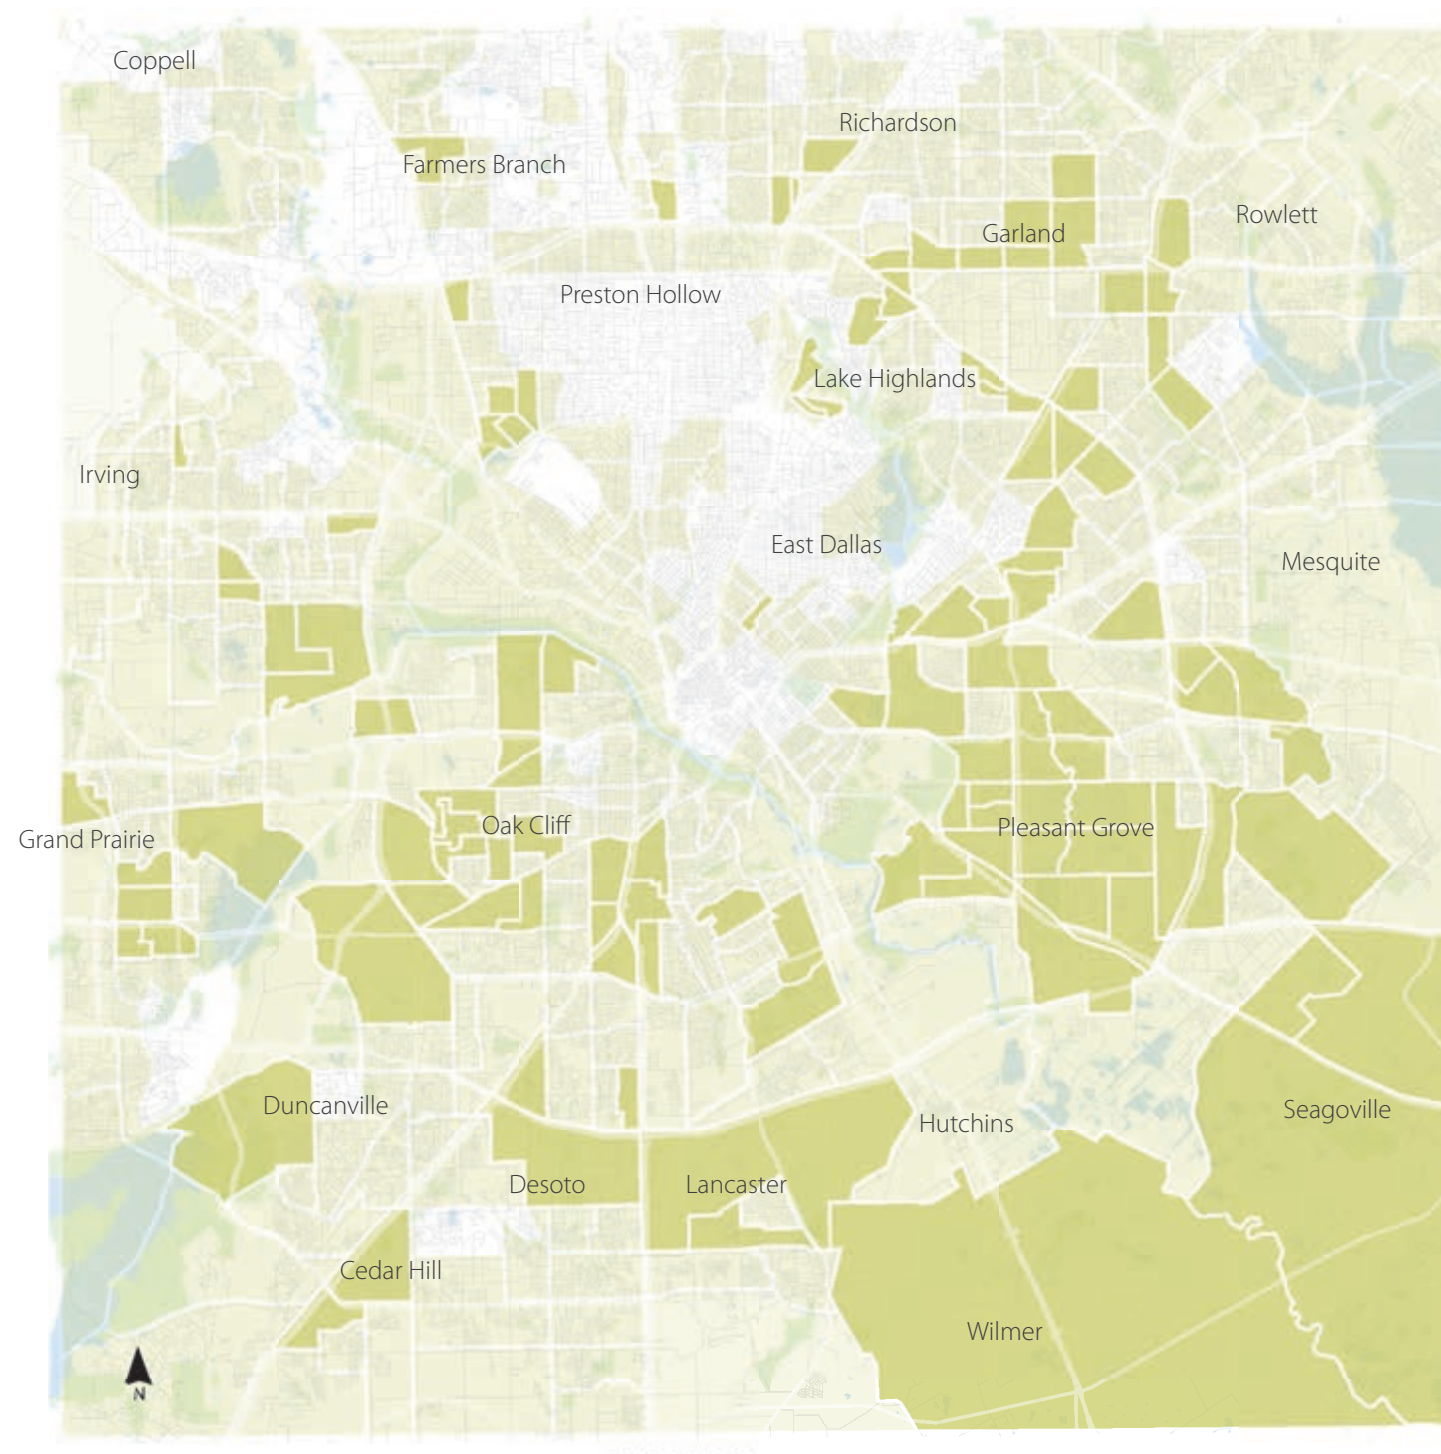 Coppell
Richardson
Farmers Branch
Rowlett
Garland
Preston Hollow
Lake Highlands
Irving
East Dallas
Mesquite
Oak Cliff
Pleasant Grove
Grand Prairie
Duncanville
Seagoville
Hutchins
Desoto
Lancaster
Cedar Hill
Wilmer
N